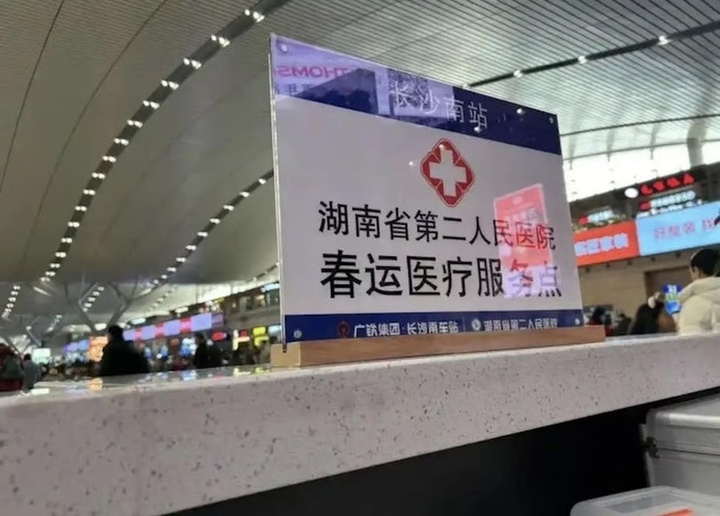 长沙南站
湖南省第二人民医院
春运医疗服务点
广铁集团·长沙南车站 湖南省第二人民医院